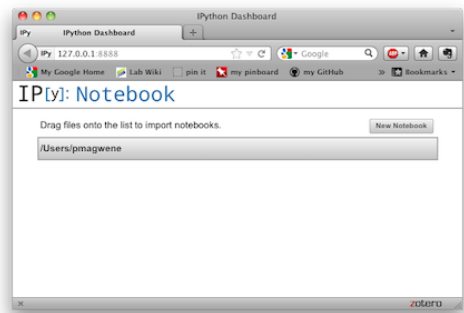 IPython Dashboard
IPy IPython Dashboard
IPy 127.0.0.1:8888 Google
My Google Home Lab Wiki pin it my pinboard my GitHub » Bookmarks
IP[y]: Notebook
Drag files onto the list to import notebooks. New Notebook
/Users/pmagwene
× zotero